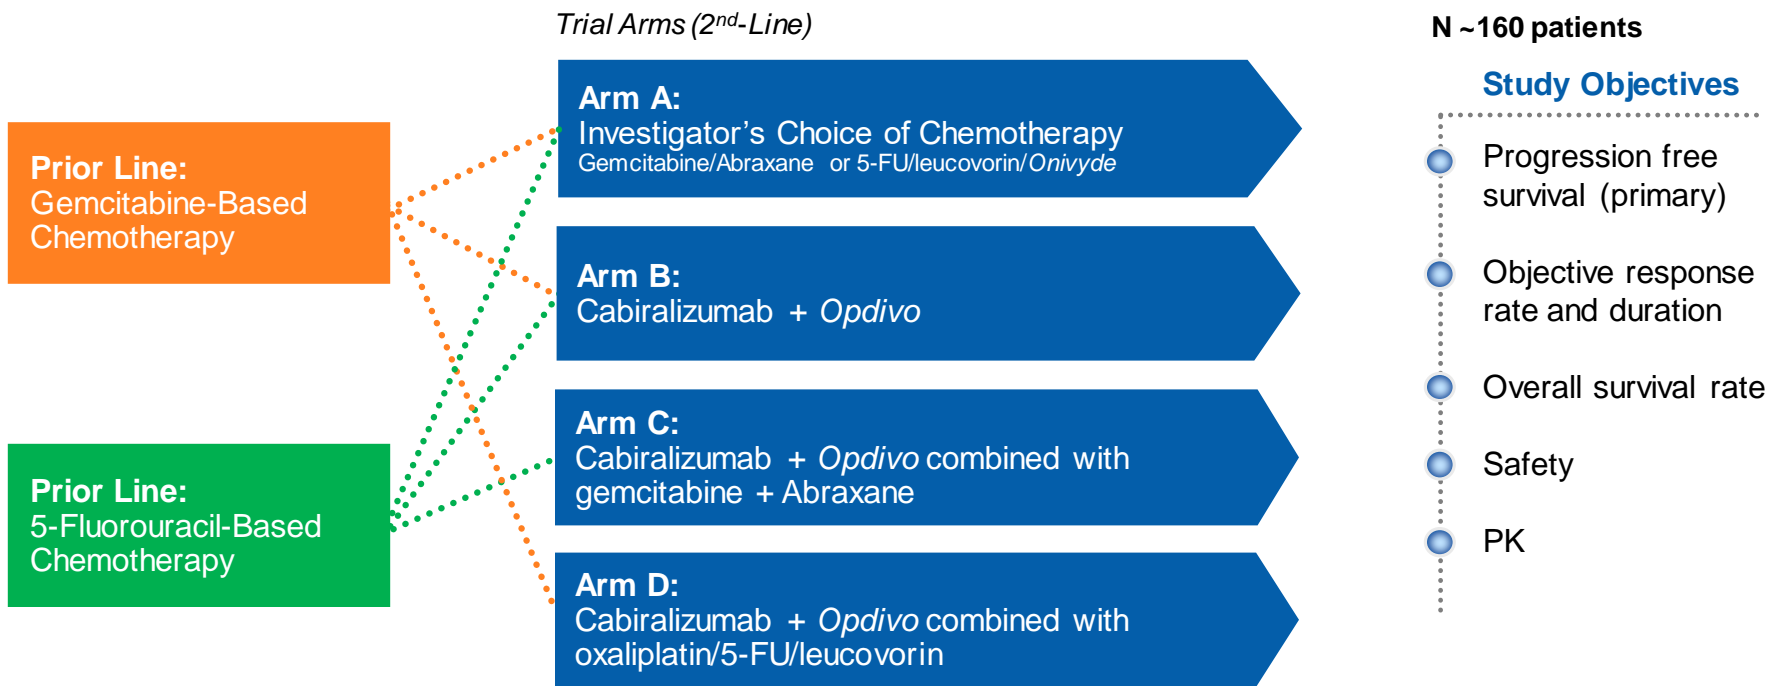 Trial Arms (2nd-Line)
N ~160 patients
Prior Line:
Gemcitabine-Based
Chemotherapy
Prior Line:
5-Fluorouracil-Based
Chemotherapy
Arm A:
Investigator’s Choice of Chemotherapy
Gemcitabine/Abraxane or 5-FU/leucovorin/Onivyde
Arm B:
Cabiralizumab + Opdivo
Arm C:
Cabiralizumab + Opdivo combined with
gemcitabine + Abraxane
Arm D:
Cabiralizumab + Opdivo combined with
oxaliplatin/5-FU/leucovorin
Study Objectives
Progression free
survival (primary)
Objective response
rate and duration
Overall survival rate
Safety
PK